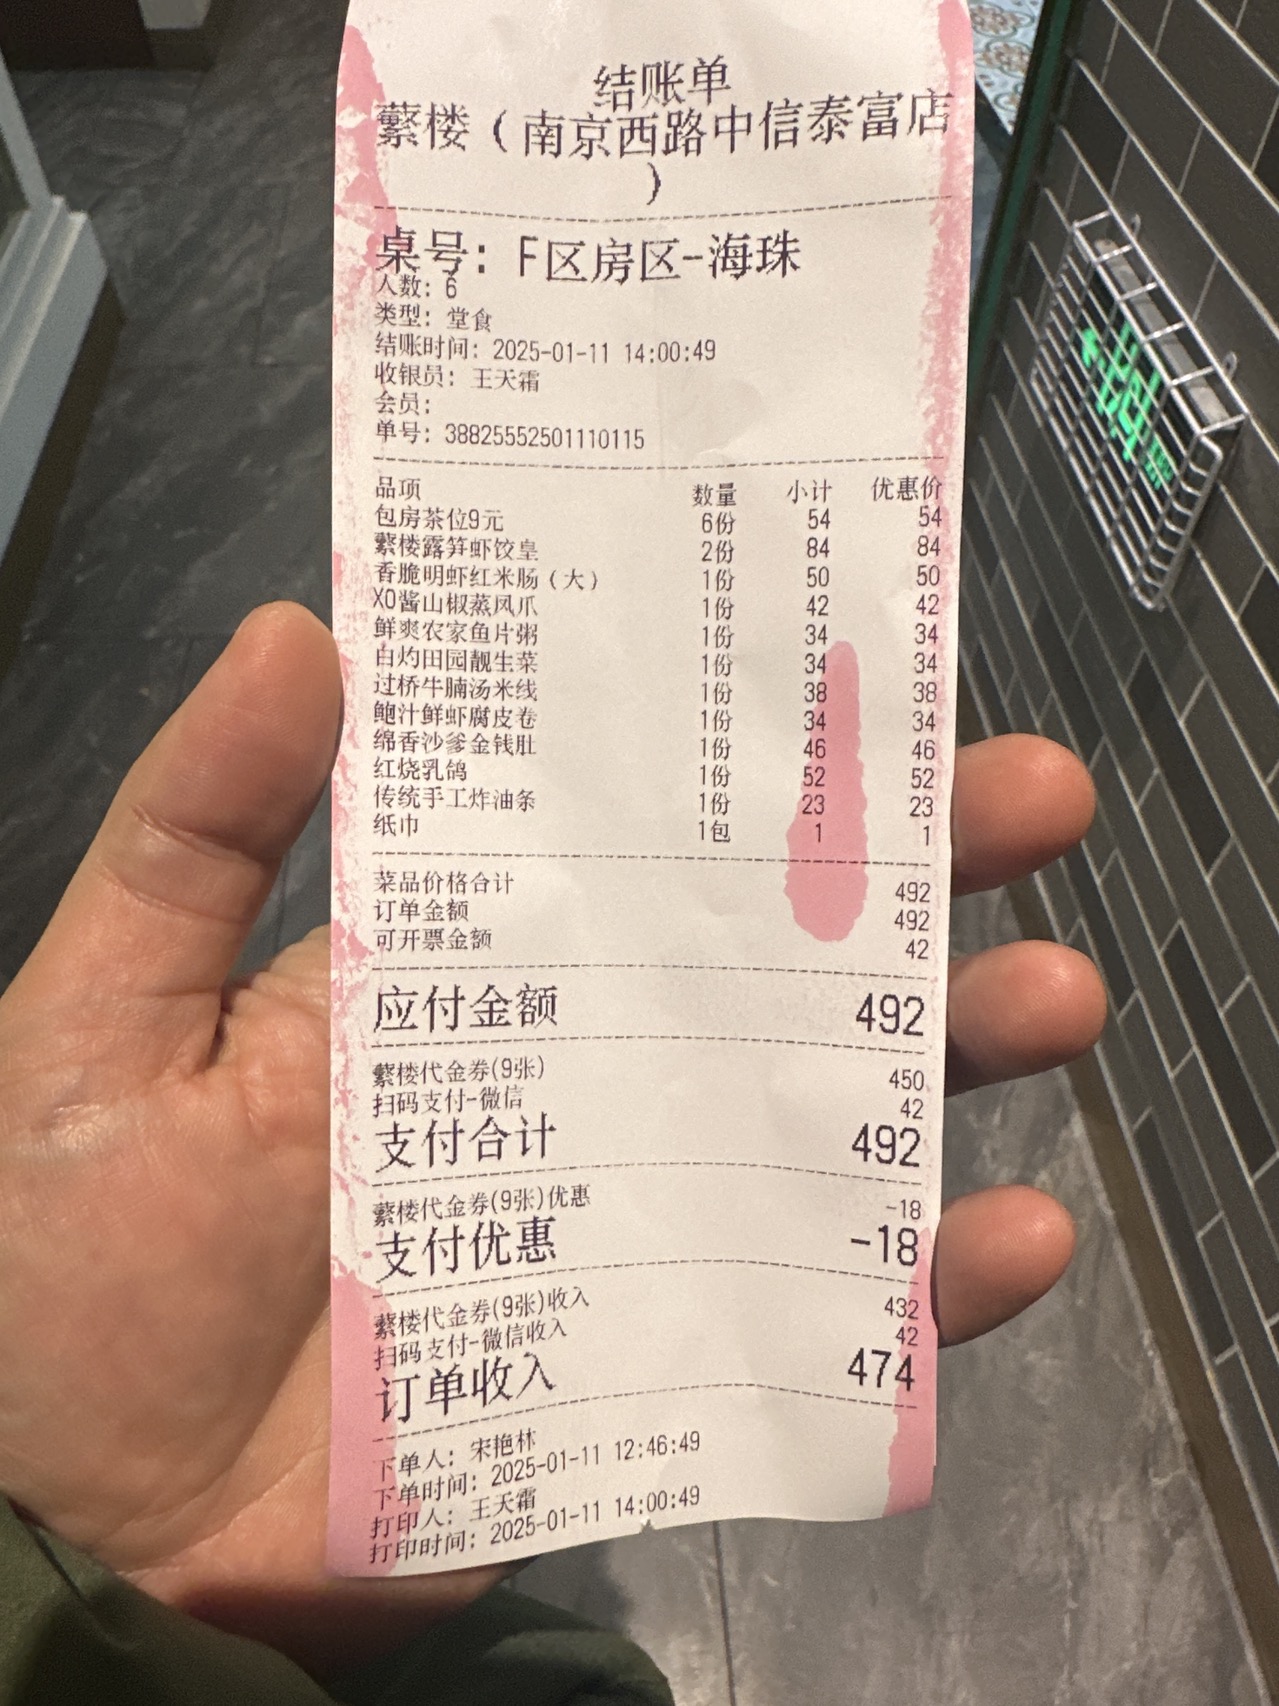 结账单
蘩楼（南京西路中信泰富店
）
桌号：F区房区-海珠
人数：6
类型：堂食
结账时间：2025-01-11 14:00:49
收银员：王天霜
会员：
单号：38825552501110115
品项 数量 小计 优惠价
包房茶位9元 6份 54 54
蘩楼露笋虾饺皇 2份 84 84
香脆明虾红米肠（大） 1份 50 50
XO酱山椒蒸凤爪 1份 42 42
鲜爽农家鱼片粥 1份 34 34
白灼田园靓生菜 1份 34 34
过桥牛腩汤米线 1份 38 38
鲍汁鲜虾腐皮卷 1份 34 34
绵香沙爹金钱肚 1份 46 46
红烧乳鸽 1份 52 52
传统手工炸油条 1份 23 23
纸巾 1包 1 1
菜品价格合计 492
订单金额 492
可开票金额 42
应付金额 492
蘩楼代金券(9张) 450
扫码支付-微信 42
支付合计 492
蘩楼代金券(9张)优惠 -18
支付优惠 -18
蘩楼代金券(9张)收入 432
扫码支付-微信收入 42
订单收入 474
下单人：宋艳林
下单时间：2025-01-11 12:46:49
打印人：王天霜
打印时间：2025-01-11 14:00:49